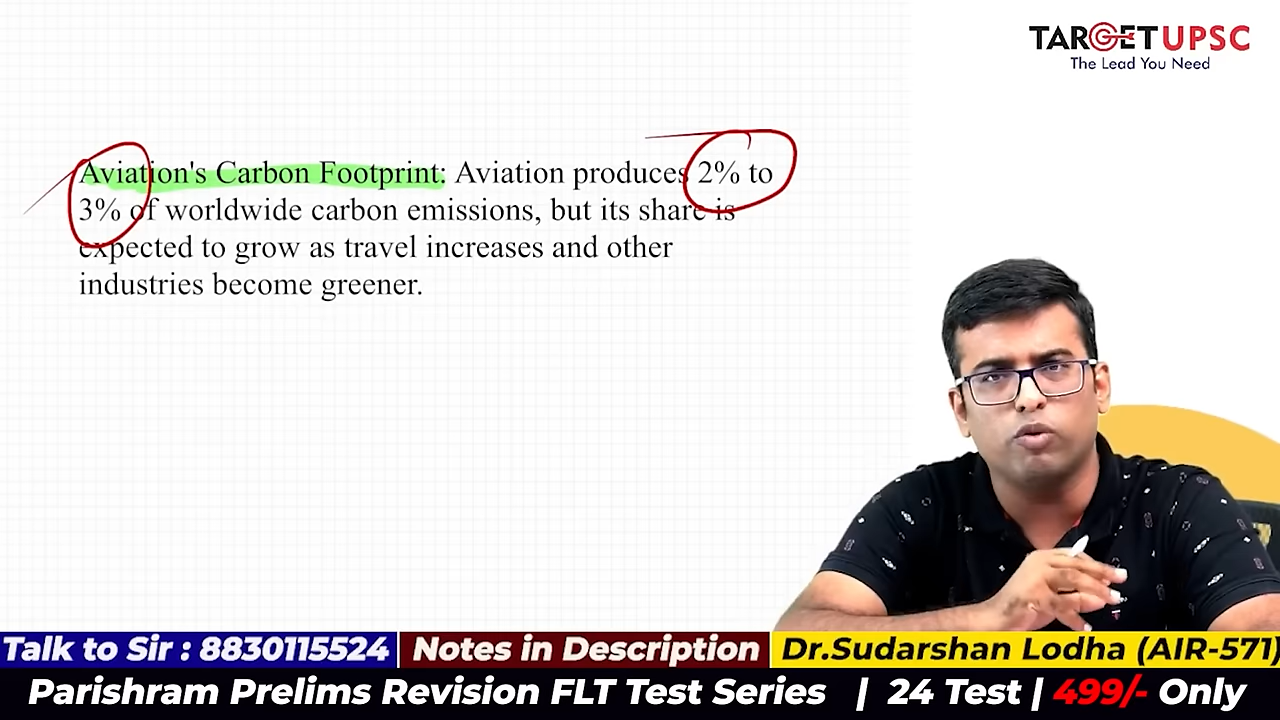 TARGET UPSC
The Lead You Need
Aviation's Carbon Footprint: Aviation produces 2% to
3% of worldwide carbon emissions, but its share is
expected to grow as travel increases and other
industries become greener.
Talk to Sir : 8830115524 Notes in Description Dr.Sudarshan Lodha (AIR-571)
Parishram Prelims Revision FLT Test Series | 24 Test | 499/- Only